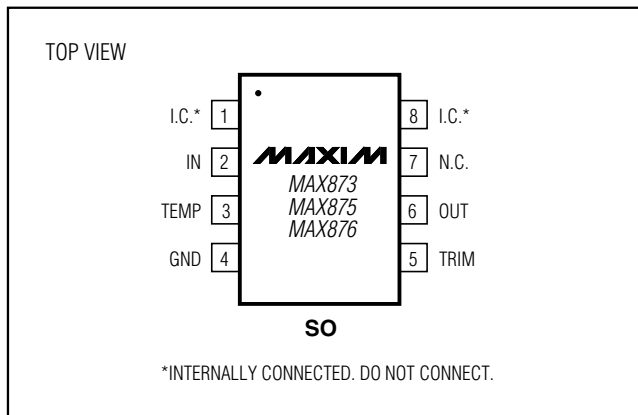 TOP VIEW
I.C.* 1
IN 2
TEMP 3
GND 4
MAXIM
MAX873
MAX875
MAX876
8 I.C.*
7 N.C.
6 OUT
5 TRIM
SO
*INTERNALLY CONNECTED. DO NOT CONNECT.